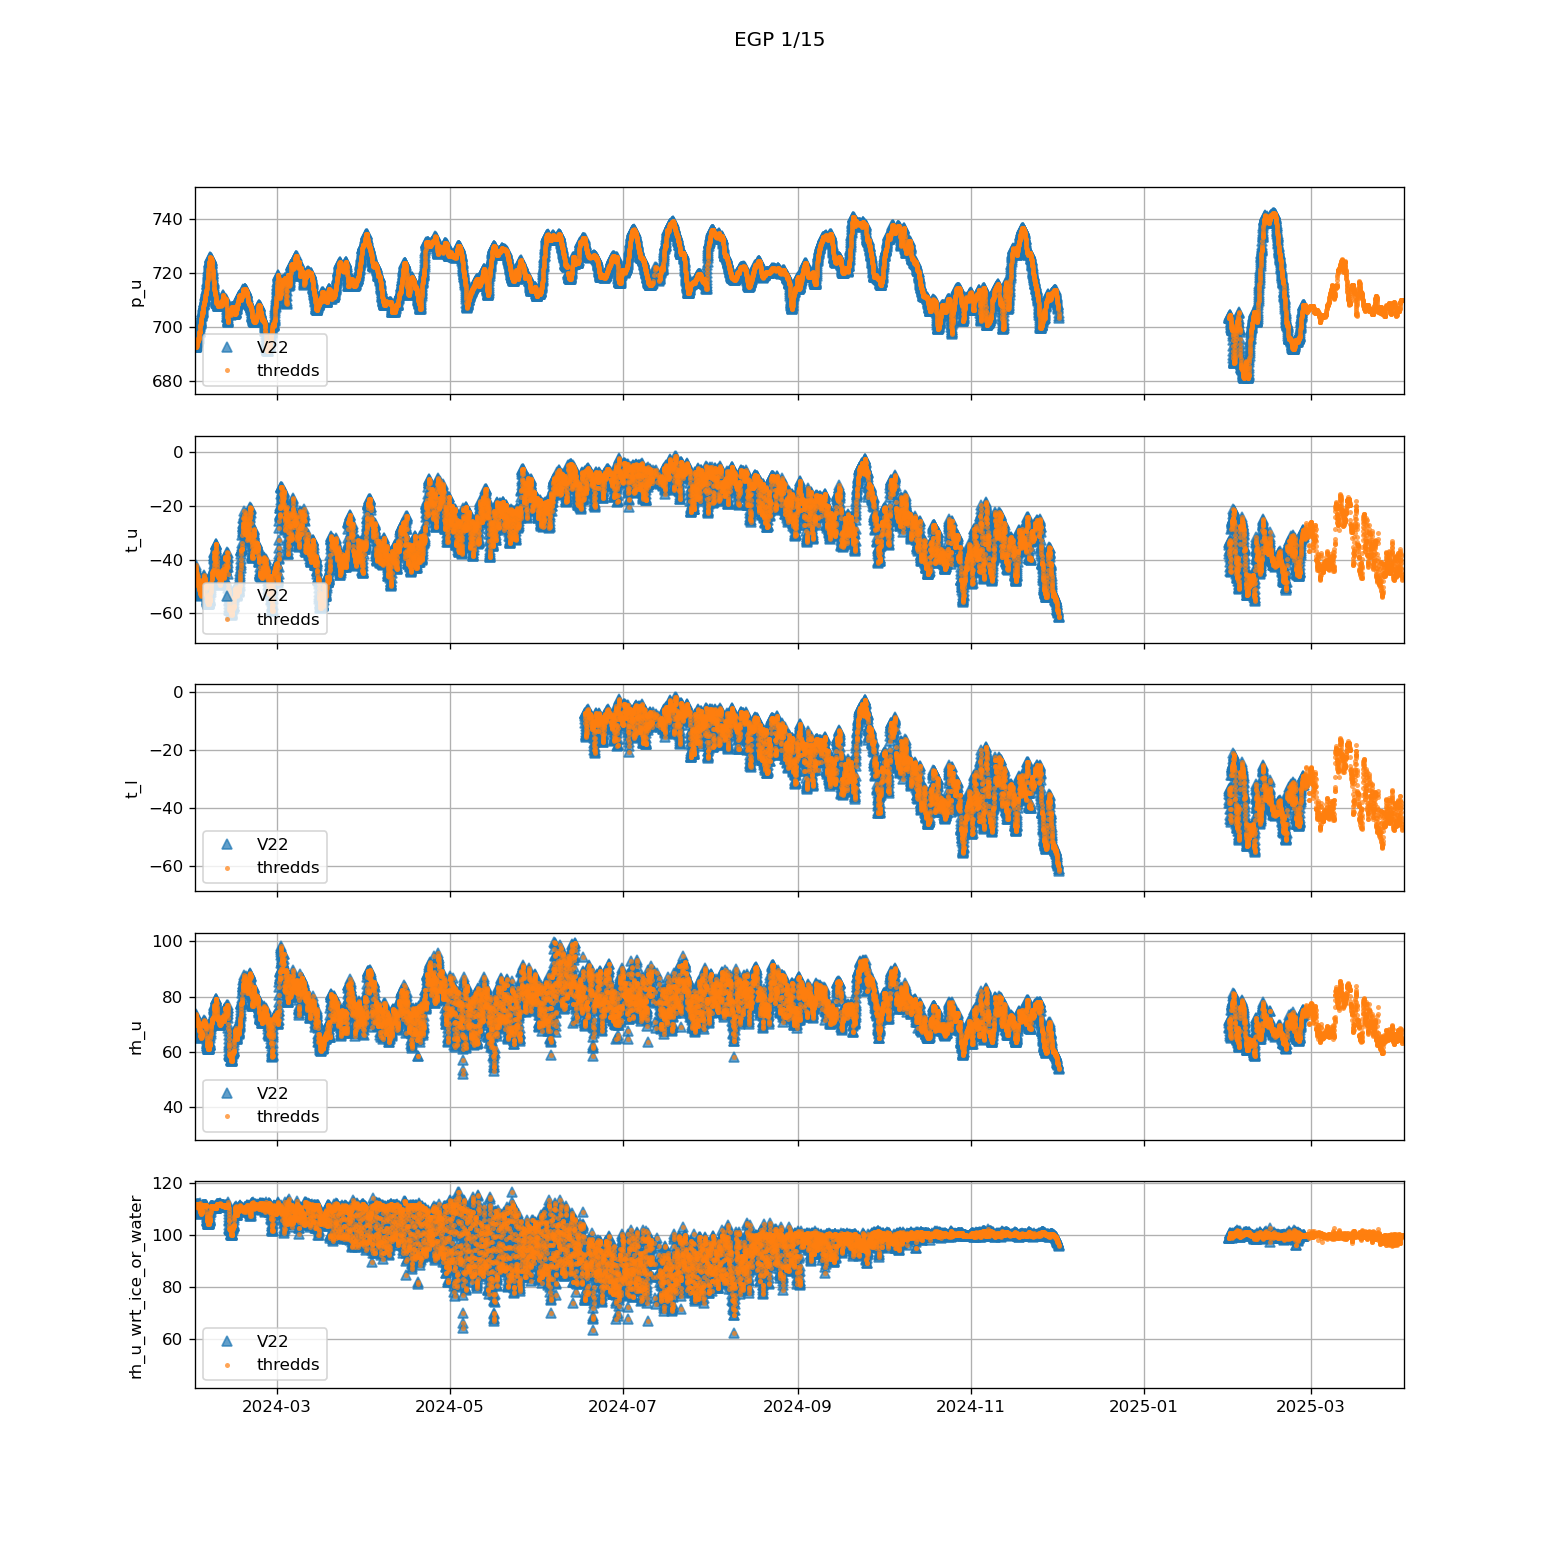 EGP 1/15
740
720
700
680
p_u
V22
thredds
0
−20
−40
−60
t_u
V22
thredds
0
−20
−40
−60
t_l
V22
thredds
100
80
60
40
rh_u
V22
thredds
120
100
80
60
rh_u_wrt_ice_or_water
V22
thredds
2024-03 2024-05 2024-07 2024-09 2024-11 2025-01 2025-03